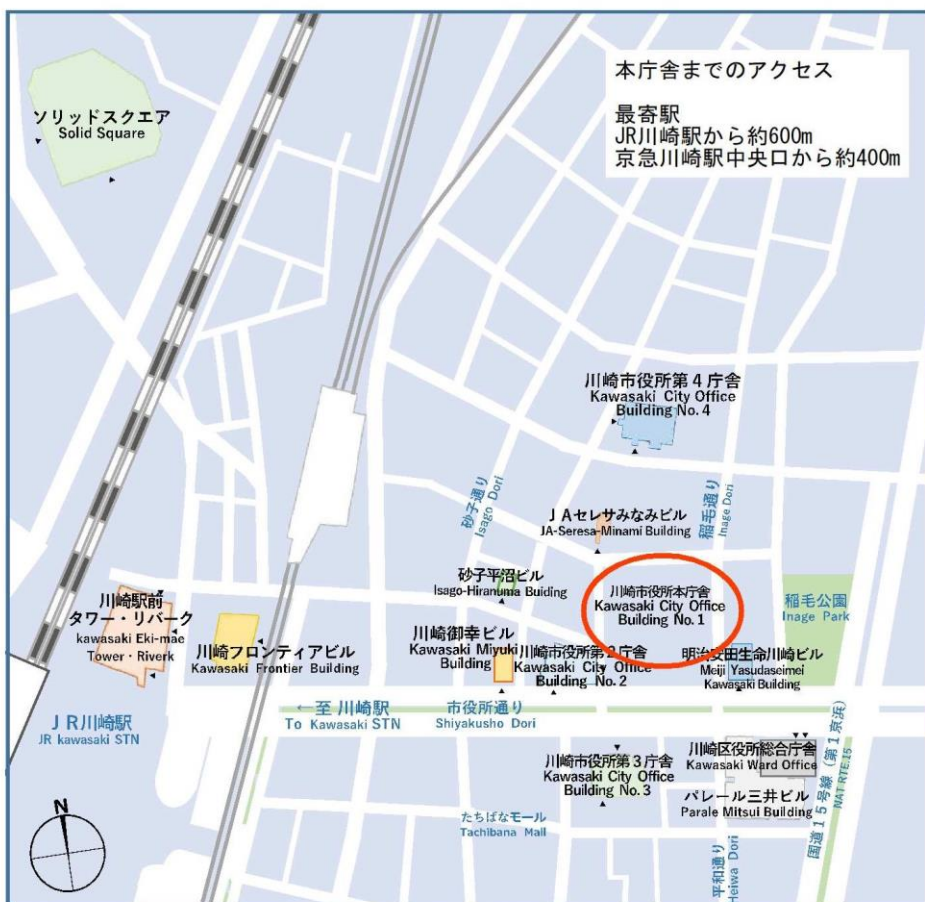 本庁舎までのアクセス
最寄駅
JR川崎駅から約600m
京急川崎駅中央口から約400m
ソリッドスクエア
Solid Square
川崎市役所第4庁舎
Kawasaki City Office
Building No. 4
砂子通り
Isago Dori
稲毛通り
Inage Dori
JAセレサみなみビル
JA-Seresa-Minami Building
砂子平沼ビル
Isago-Hiranuma Buiding
川崎市役所本庁舎
Kawasaki City Office
Building No. 1
稲毛公園
Inage Park
川崎駅前
タワー・リバーク
kawasaki Eki-mae
Tower・Riverk
川崎フロンティアビル
Kawasaki Frontier Building
川崎御幸ビル
Kawasaki Miyuki
Building
川崎市役所第2庁舎
Kawasaki City Office
Building No. 2
明治安田生命川崎ビル
Meiji Yasudaseimei
Kawasaki Building
JR川崎駅
JR kawasaki STN
←至 川崎駅
To Kawasaki STN
市役所通り
Shiyakusho Dori
川崎市役所第3庁舎
Kawasaki City Office
Building No. 3
川崎区役所総合庁舎
Kawasaki Ward Office
パレール三井ビル
Parale Mitsui Building
たちばなモール
Tachibana Mall
平和通り
Heiwa Dori
国道15号線(第1京浜)
NAT RTE.15
N